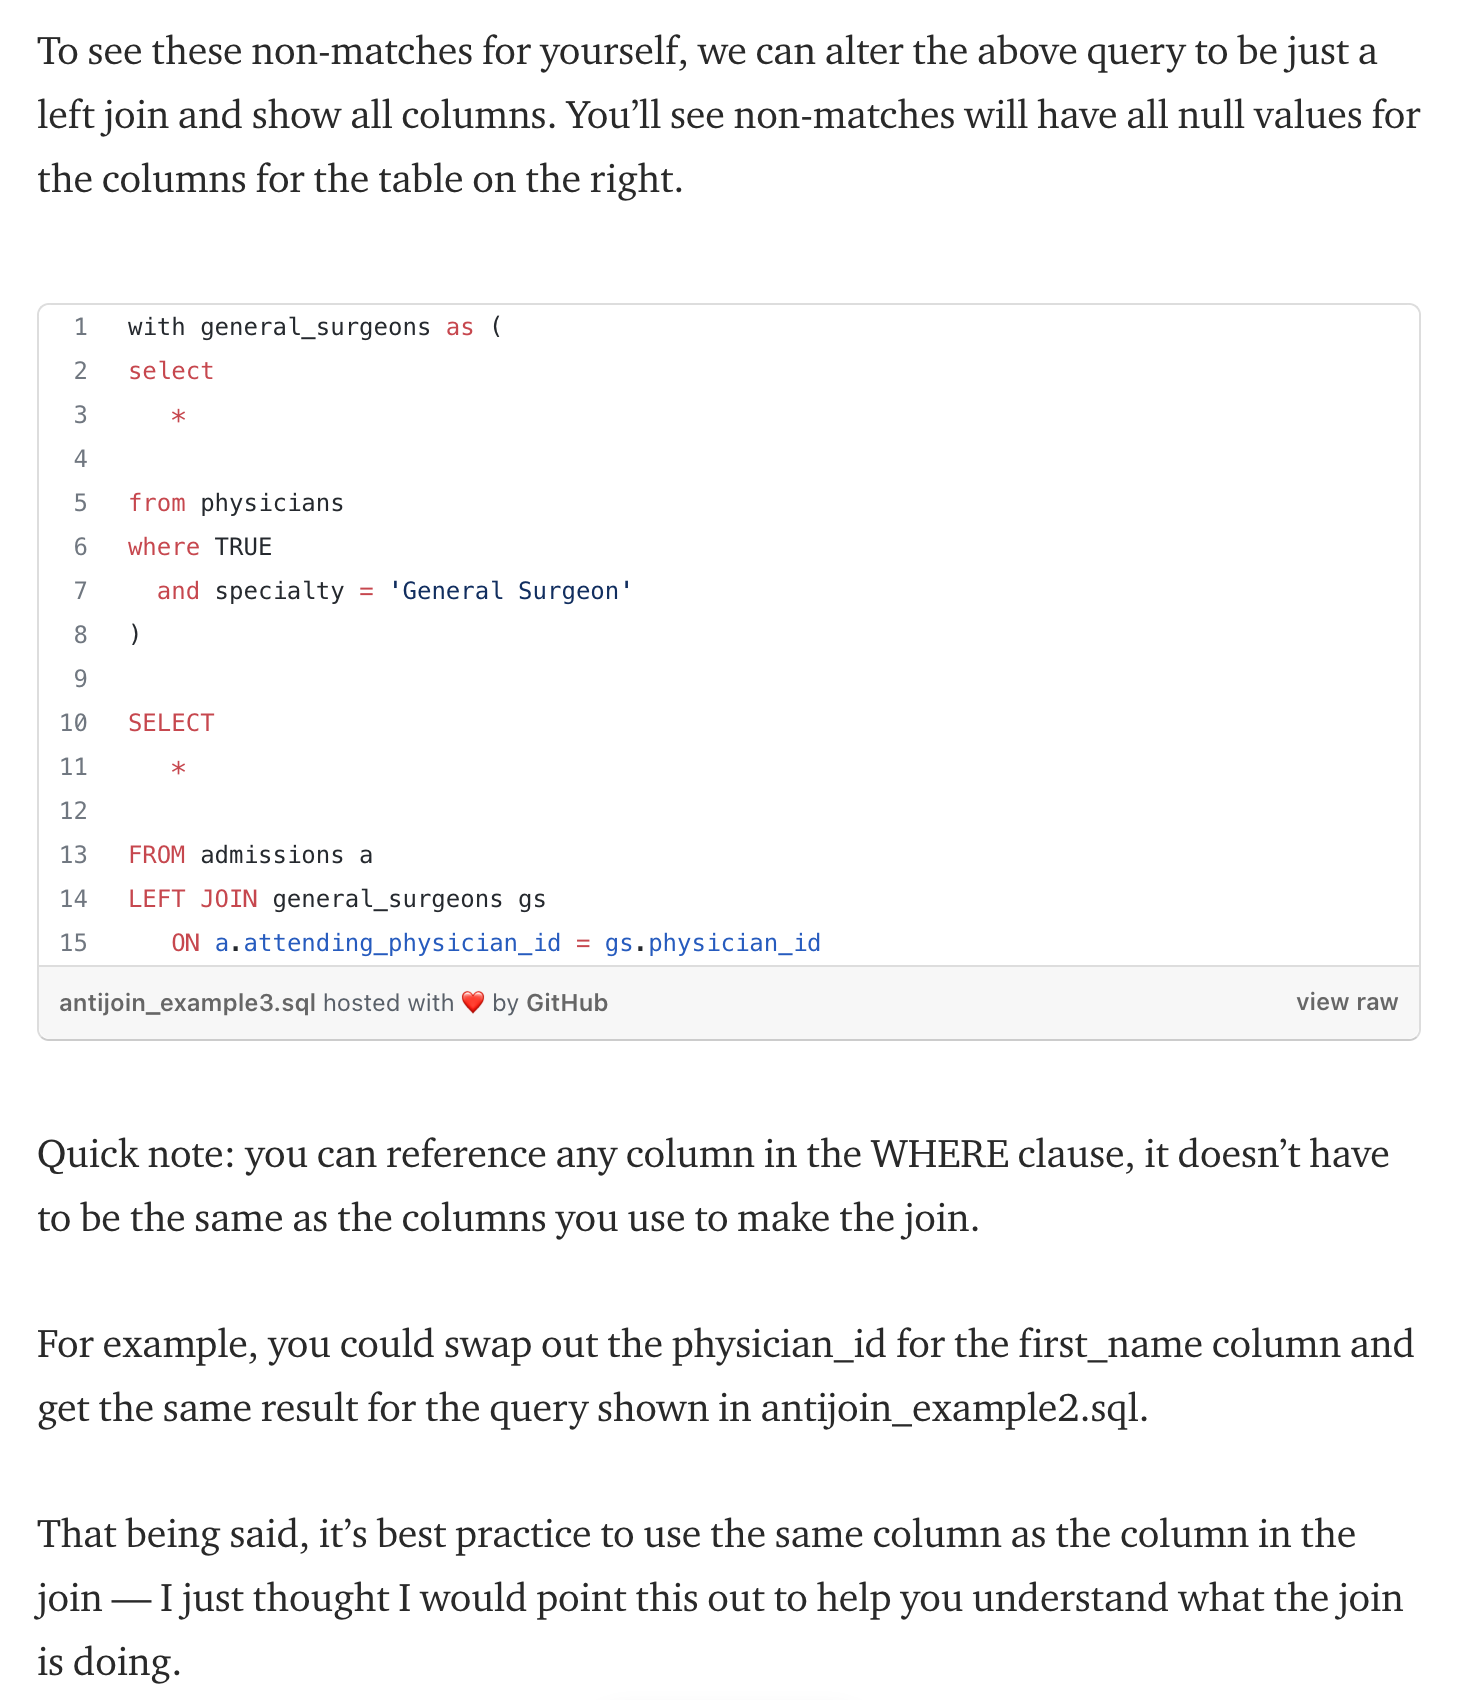 To see these non-matches for yourself, we can alter the above query to be just a
left join and show all columns. You’ll see non-matches will have all null values for
the columns for the table on the right.
1 with general_surgeons as (
2 select
3    *
4
5 from physicians
6 where TRUE
7   and specialty = 'General Surgeon'
8 )
9
10 SELECT
11    *
12
13 FROM admissions a
14 LEFT JOIN general_surgeons gs
15    ON a.attending_physician_id = gs.physician_id
antijoin_example3.sql hosted with ❤️ by GitHub view raw
Quick note: you can reference any column in the WHERE clause, it doesn’t have
to be the same as the columns you use to make the join.
For example, you could swap out the physician_id for the first_name column and
get the same result for the query shown in antijoin_example2.sql.
That being said, it’s best practice to use the same column as the column in the
join — I just thought I would point this out to help you understand what the join
is doing.